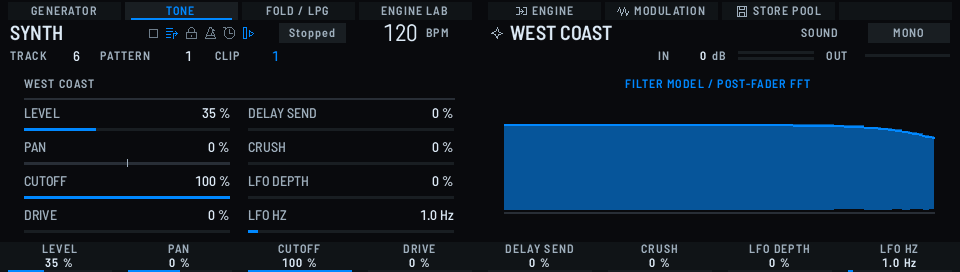 GENERATOR TONE FOLD / LPG ENGINE LAB ENGINE MODULATION STORE POOL
SYNTH Stopped 120 BPM WEST COAST SOUND MONO
TRACK 6 PATTERN 1 CLIP 1 IN 0 dB OUT
WEST COAST FILTER MODEL / POST-FADER FFT
LEVEL 35 % DELAY SEND 0 %
PAN 0 % CRUSH 0 %
CUTOFF 100 % LFO DEPTH 0 %
DRIVE 0 % LFO HZ 1.0 Hz
LEVEL PAN CUTOFF DRIVE DELAY SEND CRUSH LFO DEPTH LFO HZ
35 % 0 % 100 % 0 % 0 % 0 % 0 % 1.0 Hz